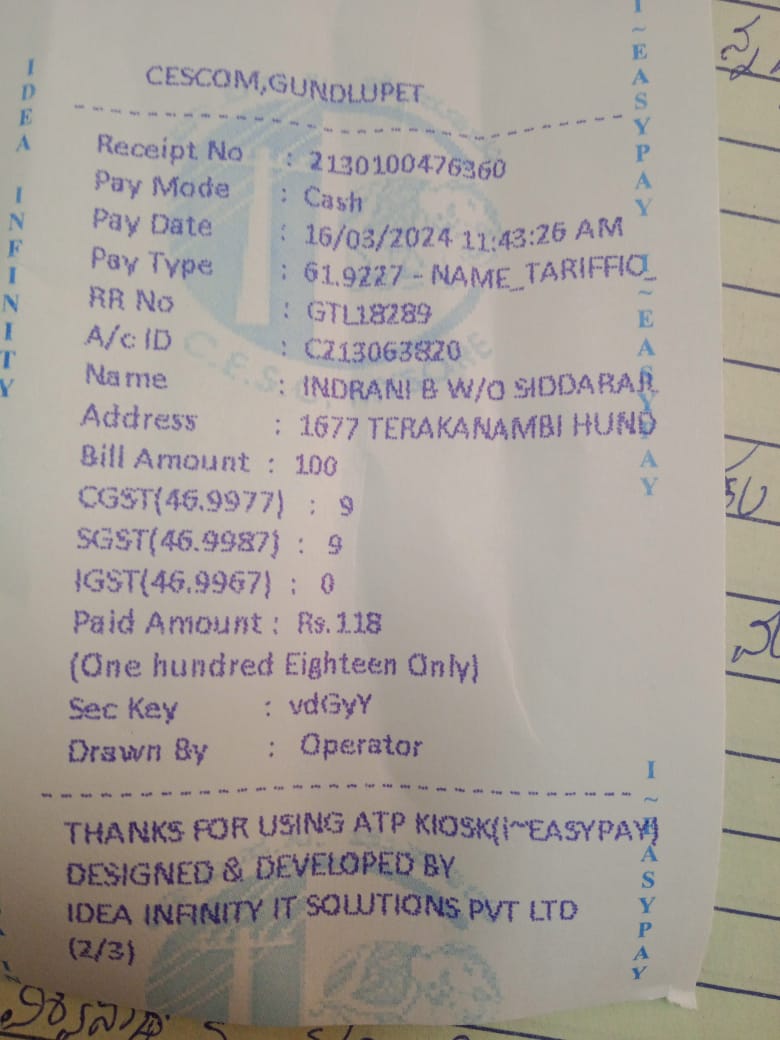 CESCOM,GUNDLUPET
Receipt No : 2130100476360
Pay Mode : Cash
Pay Date : 16/03/2024 11:43:26 AM
Pay Type : 61.9227 - NAME_TARIFFIC_
RR No : GTL18289
A/c ID : C213063820
Name : INDRANI B W/O SIDDARAR
Address : 1677 TERAKANAMBI HUND
Bill Amount : 100
CGST(46.9977) : 9
SGST(46.9987) : 9
IGST(46.9967) : 0
Paid Amount : Rs.118
(One hundred Eighteen Only)
Sec Key : vdGyY
Drawn By : Operator
THANKS FOR USING ATP KIOSK(i~EASYPAY)
DESIGNED & DEVELOPED BY
IDEA INFINITY IT SOLUTIONS PVT LTD
(2/3)
IDEA INFINITY
I~EASYPAY
I~EASYPAY
I~EASYPAY